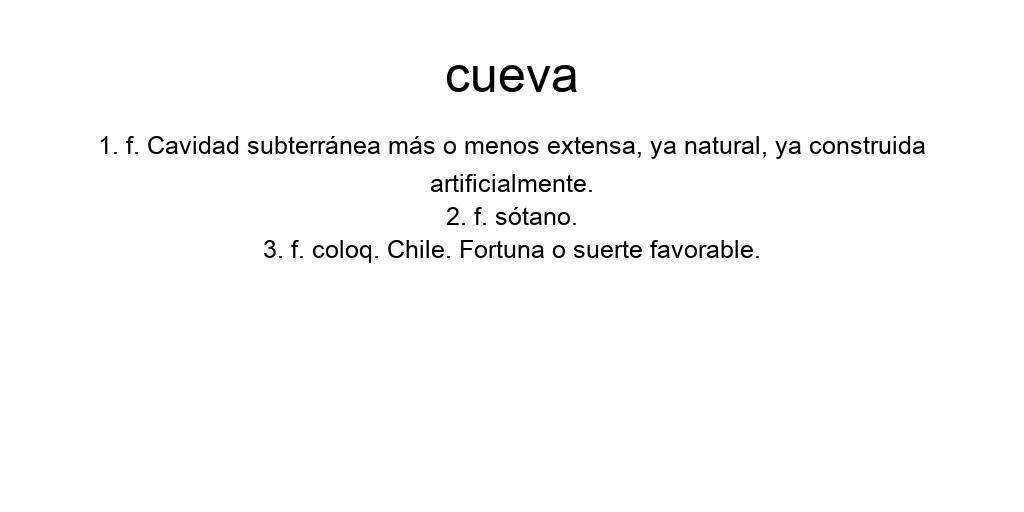 cueva
1. f. Cavidad subterránea más o menos extensa, ya natural, ya construida
artificialmente.
2. f. sótano.
3. f. coloq. Chile. Fortuna o suerte favorable.